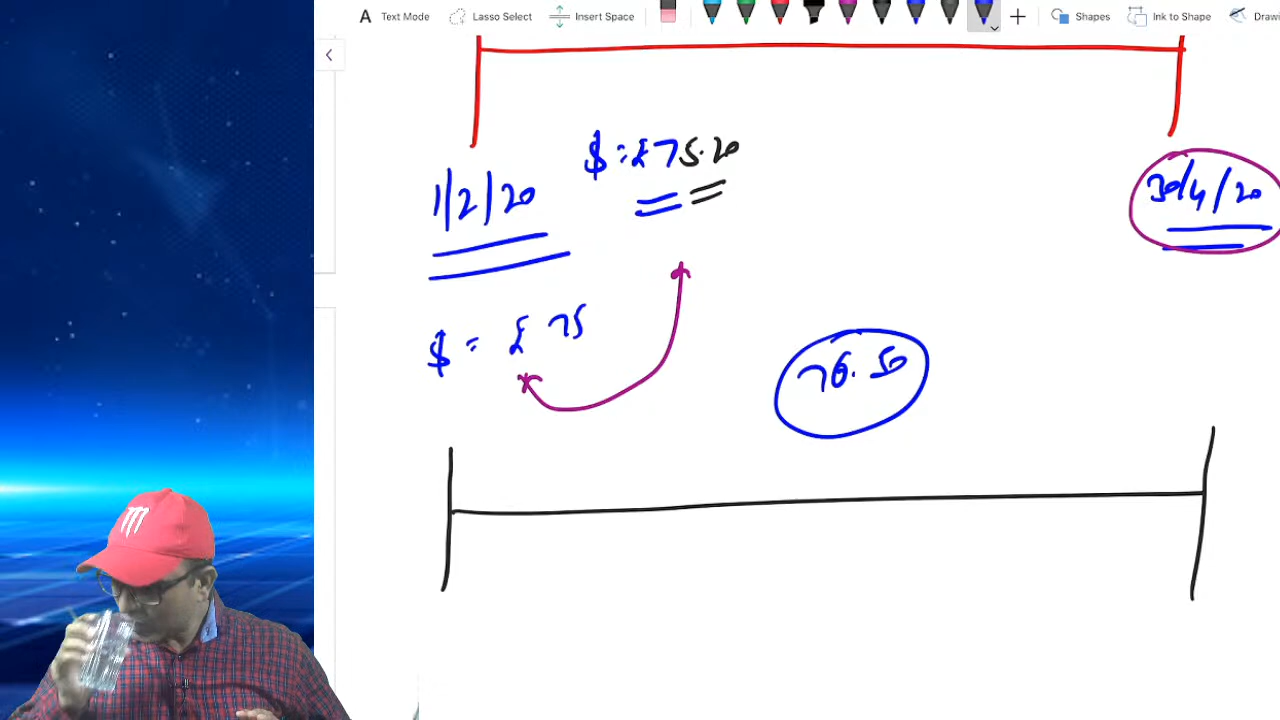 Text Mode
Lasso Select
Insert Space
Shapes
Ink to Shape
$ = £75.20
1/2/20
30/4/20
$ = £ 75
76.50